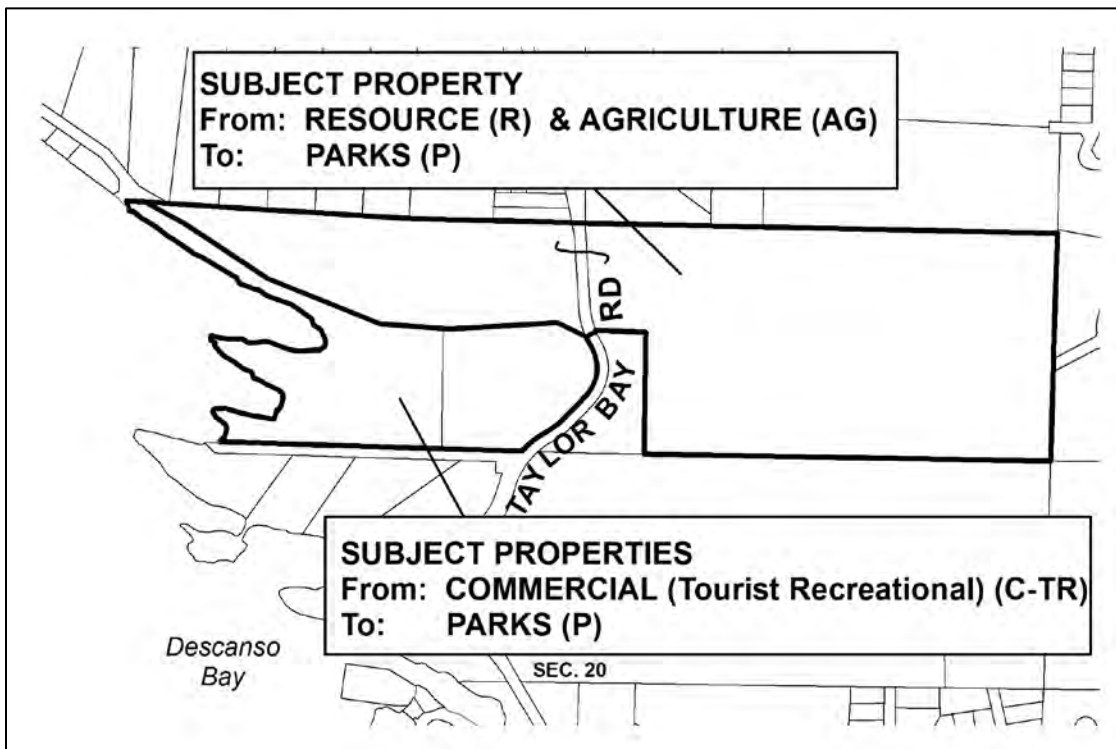 SUBJECT PROPERTY
From: RESOURCE (R) & AGRICULTURE (AG)
To: PARKS (P)
TAYLOR BAY RD
SUBJECT PROPERTIES
From: COMMERCIAL (Tourist Recreational) (C-TR)
To: PARKS (P)
Descanso
Bay
SEC. 20